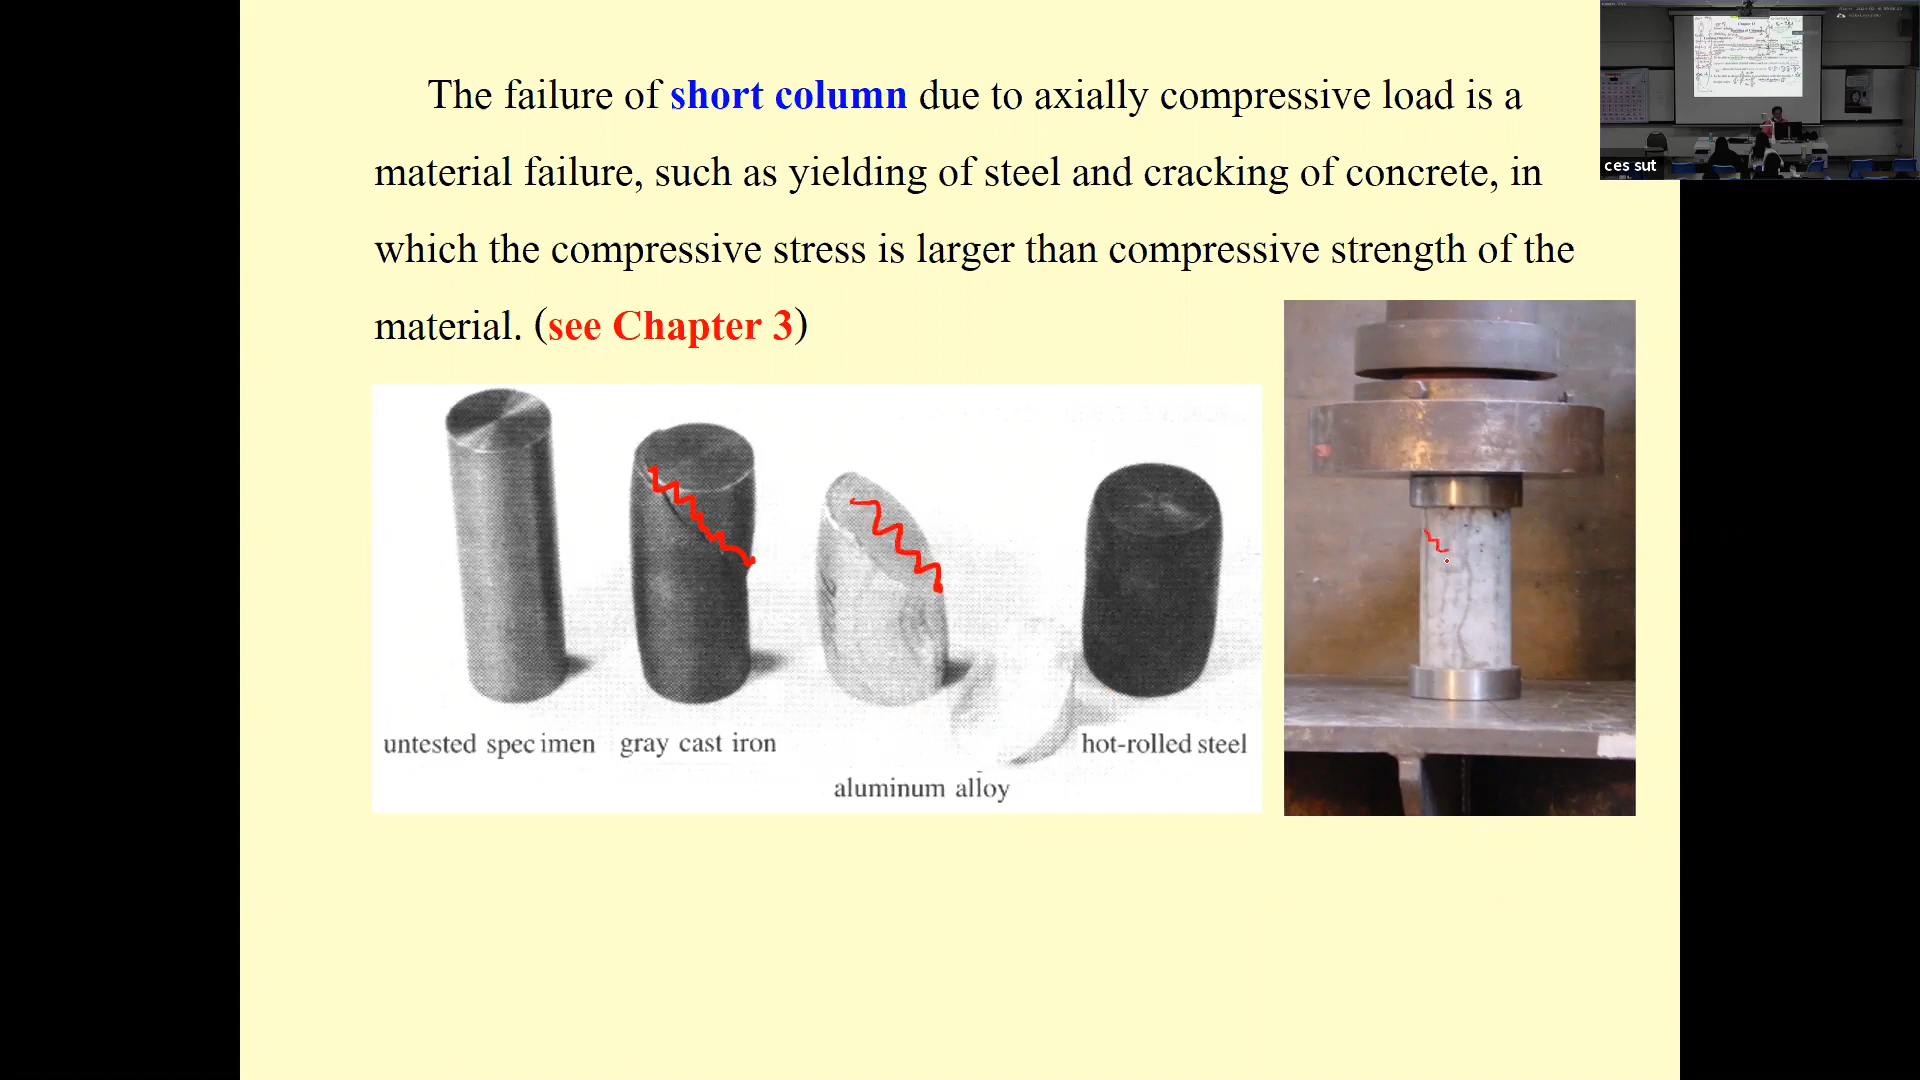 The failure of short column due to axially compressive load is a
material failure, such as yielding of steel and cracking of concrete, in
which the compressive stress is larger than compressive strength of the
material. (see Chapter 3)
untested specimen gray cast iron
hot-rolled steel
aluminum alloy
ces sut